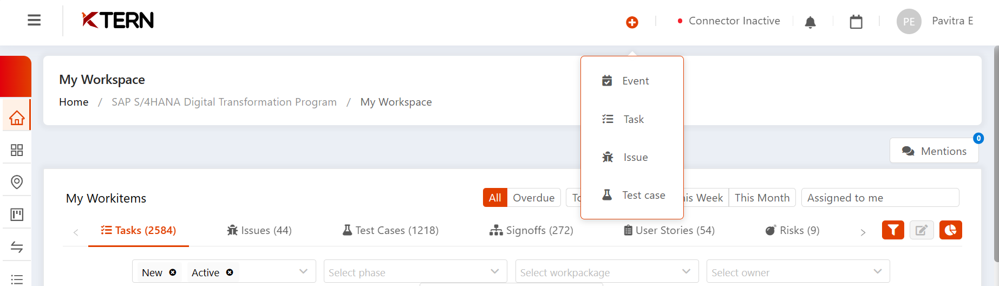 KTERN
Connector Inactive
PE
Pavitra E
My Workspace
Home / SAP S/4HANA Digital Transformation Program / My Workspace
Event
Task
Issue
Test case
0
Mentions
My Workitems
All Overdue This Month Assigned to me
Week
Tasks (2584) Issues (44) Test Cases (1218) Signoffs (272) User Stories (54) Risks (9)
New Active Select phase Select workpackage Select owner